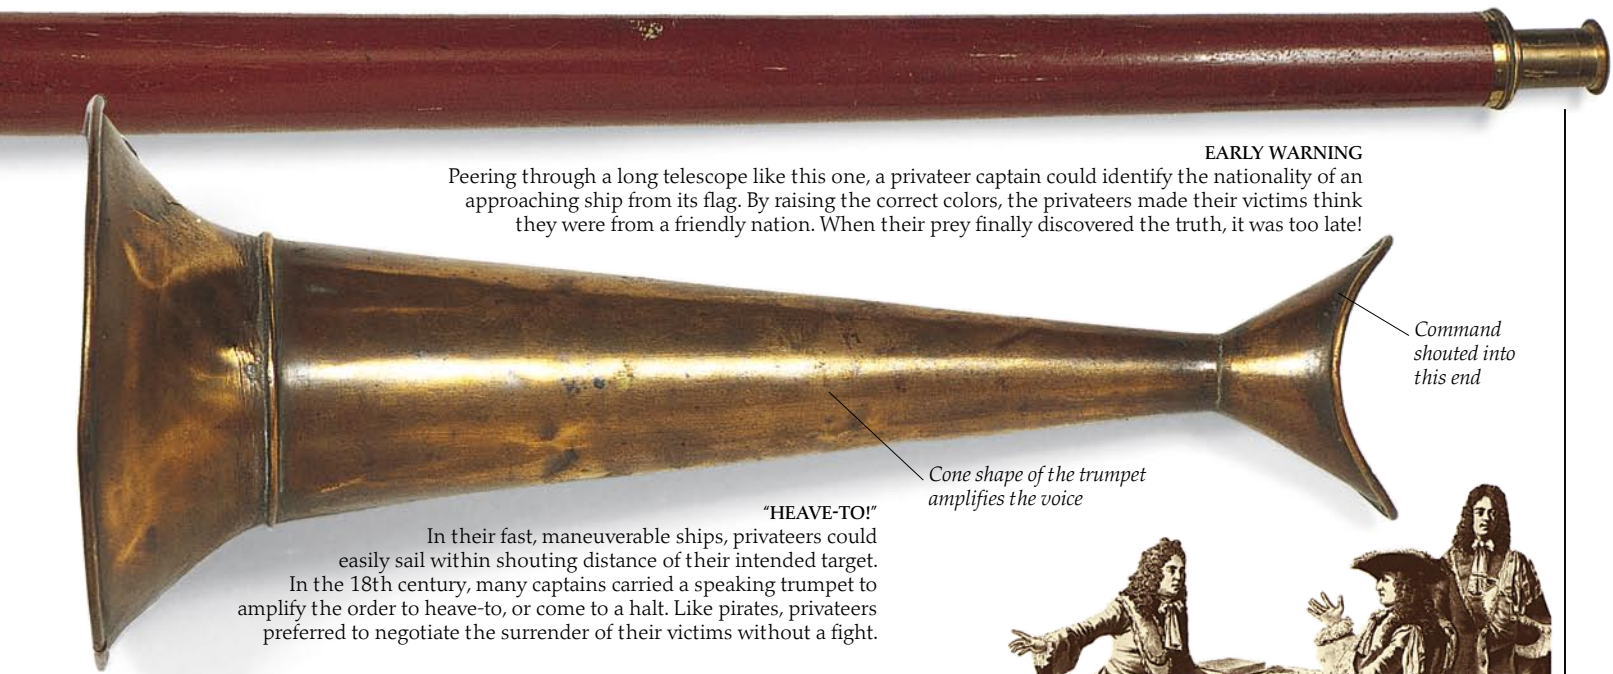 EARLY WARNING
Peering through a long telescope like this one, a privateer captain could identify the nationality of an
approaching ship from its flag. By raising the correct colors, the privateers made their victims think
they were from a friendly nation. When their prey finally discovered the truth, it was too late!
Command
shouted into
this end
Cone shape of the trumpet
amplifies the voice
“HEAVE-TO!”
In their fast, maneuverable ships, privateers could
easily sail within shouting distance of their intended target.
In the 18th century, many captains carried a speaking trumpet to
amplify the order to heave-to, or come to a halt. Like pirates, privateers
preferred to negotiate the surrender of their victims without a fight.